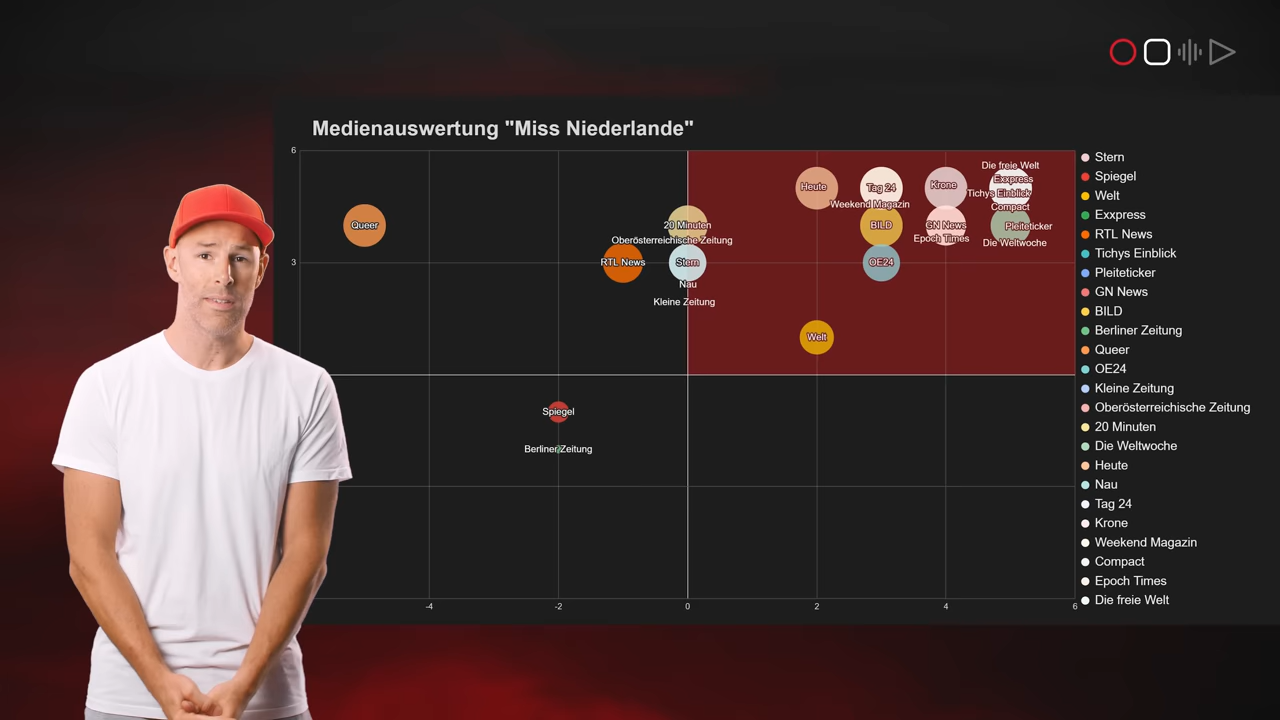 Medienauswertung "Miss Niederlande"
6
Die freie Welt
Exxpress
Heute
Tag 24
Krone
Tichys Einblick
Weekend Magazin
Compact
Queer
20 Minuten
BILD
GN News
Pleiteticker
Oberösterreichische Zeitung
Epoch Times
Die Weltwoche
3
RTL News
Stern
OE24
Nau
Kleine Zeitung
Welt
Spiegel
Berliner Zeitung
-4
-2
0
2
4
6
Stern
Spiegel
Welt
Exxpress
RTL News
Tichys Einblick
Pleiteticker
GN News
BILD
Berliner Zeitung
Queer
OE24
Kleine Zeitung
Oberösterreichische Zeitung
20 Minuten
Die Weltwoche
Heute
Nau
Tag 24
Krone
Weekend Magazin
Compact
Epoch Times
Die freie Welt